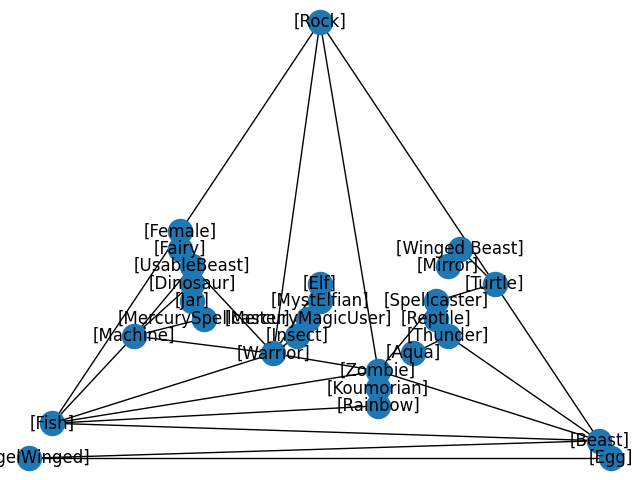 [Rock]
[Female]
[Fairy]
[Winged Beast]
[UsableBeast]
[Mirror]
[Dinosaur]
[Elf]
[Turtle]
[Jar]
[MystElfian]
[Spellcaster]
[MercurySpellcaster]
[MercuryMagicUser]
[Reptile]
[Machine]
[Insect]
[Thunder]
[Warrior]
[Aqua]
[Zombie]
[Koumorian]
[Rainbow]
[Fish]
[Beast]
gelWinged]
[Egg]